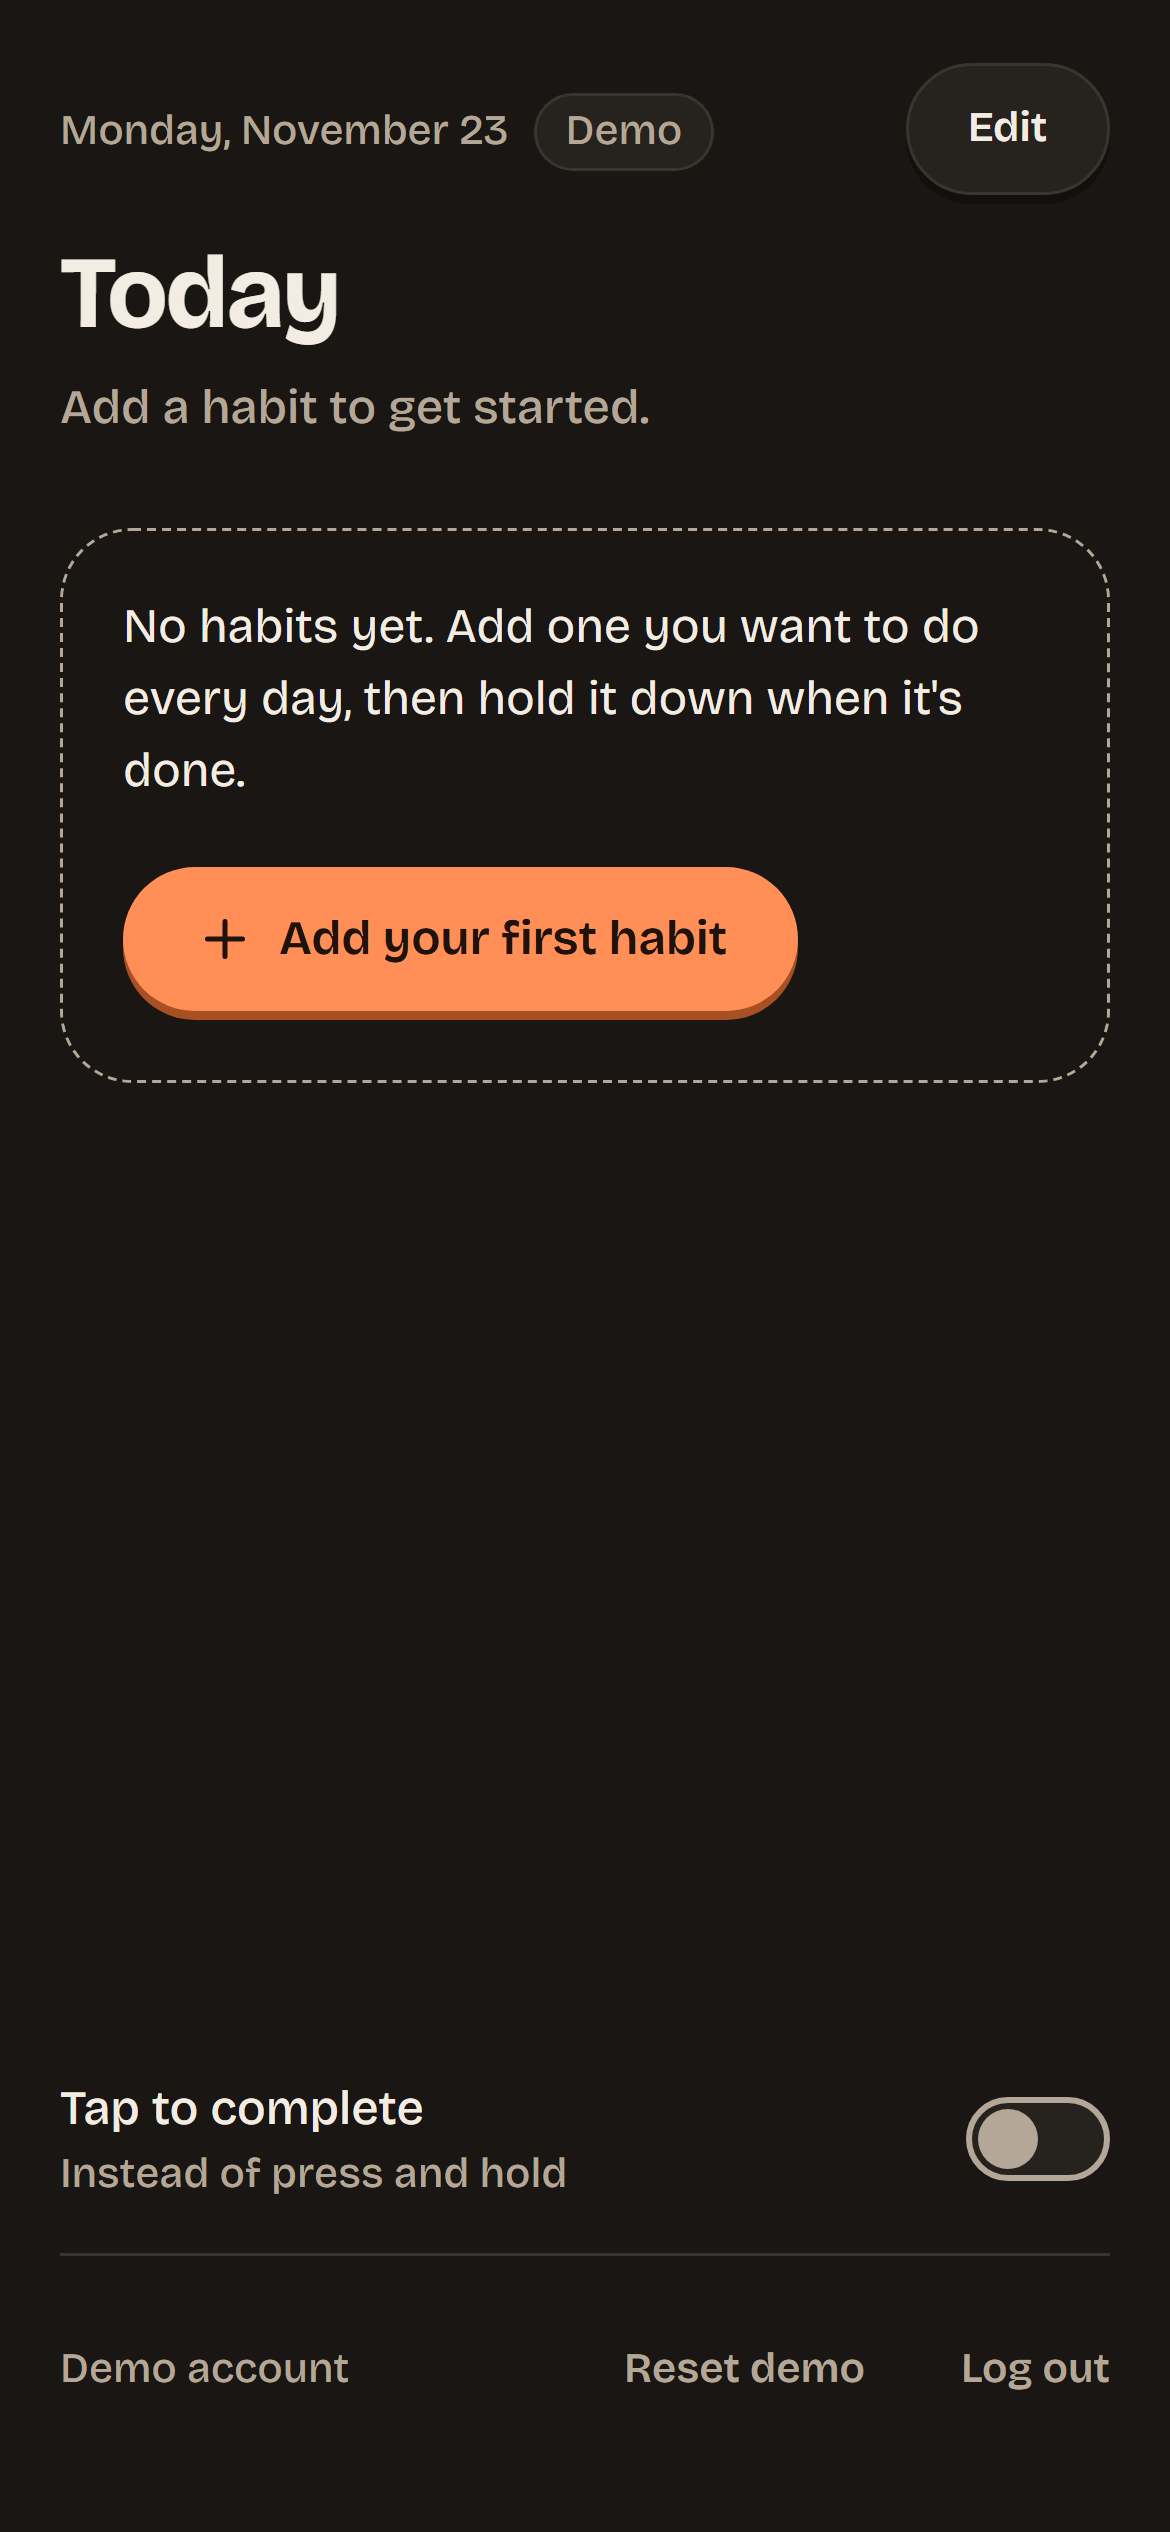 Monday, November 23 Demo Edit
Today
Add a habit to get started.
No habits yet. Add one you want to do
every day, then hold it down when it's
done.
Add your first habit
Tap to complete
Instead of press and hold
Demo account Reset demo Log out